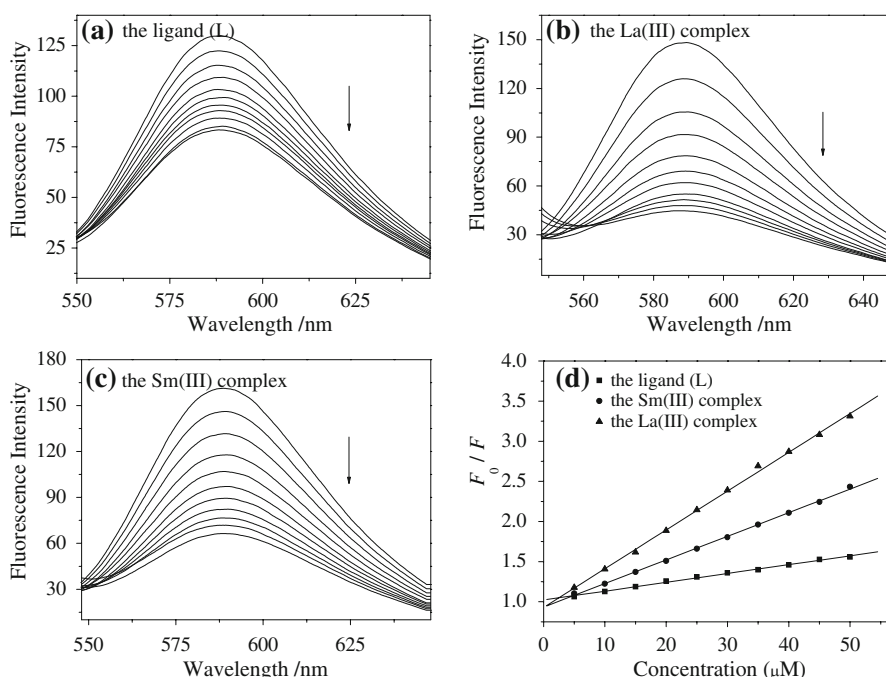 (a) the ligand (L)
125
100
75
50
25
Fluorescence Intensity
550 575 600 625
Wavelength /nm
(b) the La(III) complex
150
120
90
60
30
Fluorescence Intensity
560 580 600 620 640
Wavelength /nm
(c) the Sm(III) complex
180
150
120
90
60
30
Fluorescence Intensity
550 575 600 625
Wavelength /nm
(d)
the ligand (L)
the Sm(III) complex
the La(III) complex
4.0
3.5
3.0
2.5
2.0
1.5
1.0
F0 / F
0 10 20 30 40 50
Concentration (μM)